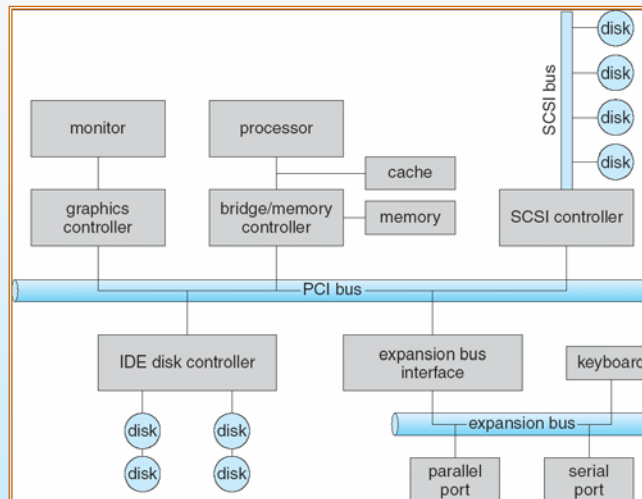 disk
disk
SCSI bus
disk
disk
monitor
processor
cache
graphics
controller
bridge/memory
controller
memory
SCSI controller
PCI bus
IDE disk controller
expansion bus
interface
keyboard
disk
disk
expansion bus
disk
disk
parallel
port
serial
port